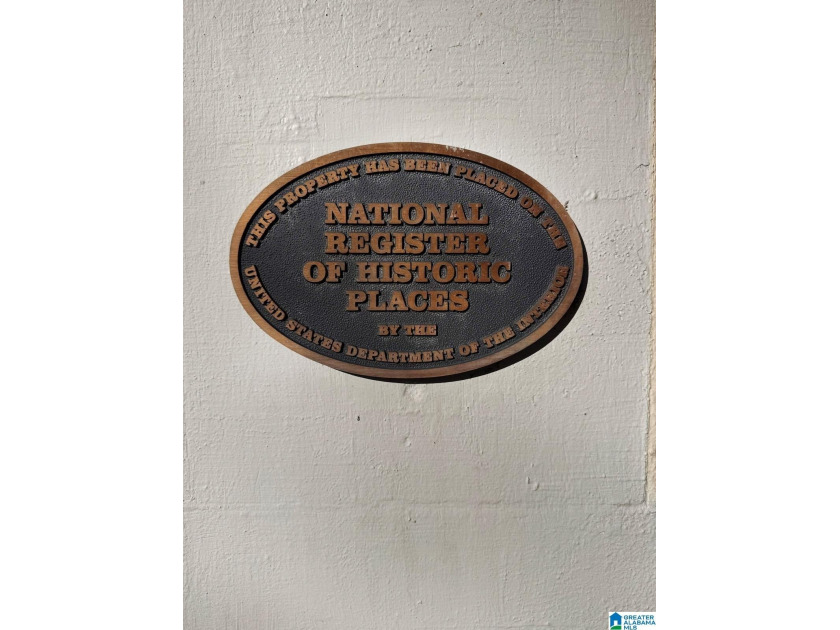 THIS PROPERTY HAS BEEN PLACED ON THE
NATIONAL
REGISTER
OF HISTORIC
PLACES
BY THE
UNITED STATES DEPARTMENT OF THE INTERIOR
GREATER
ALABAMA
MLS